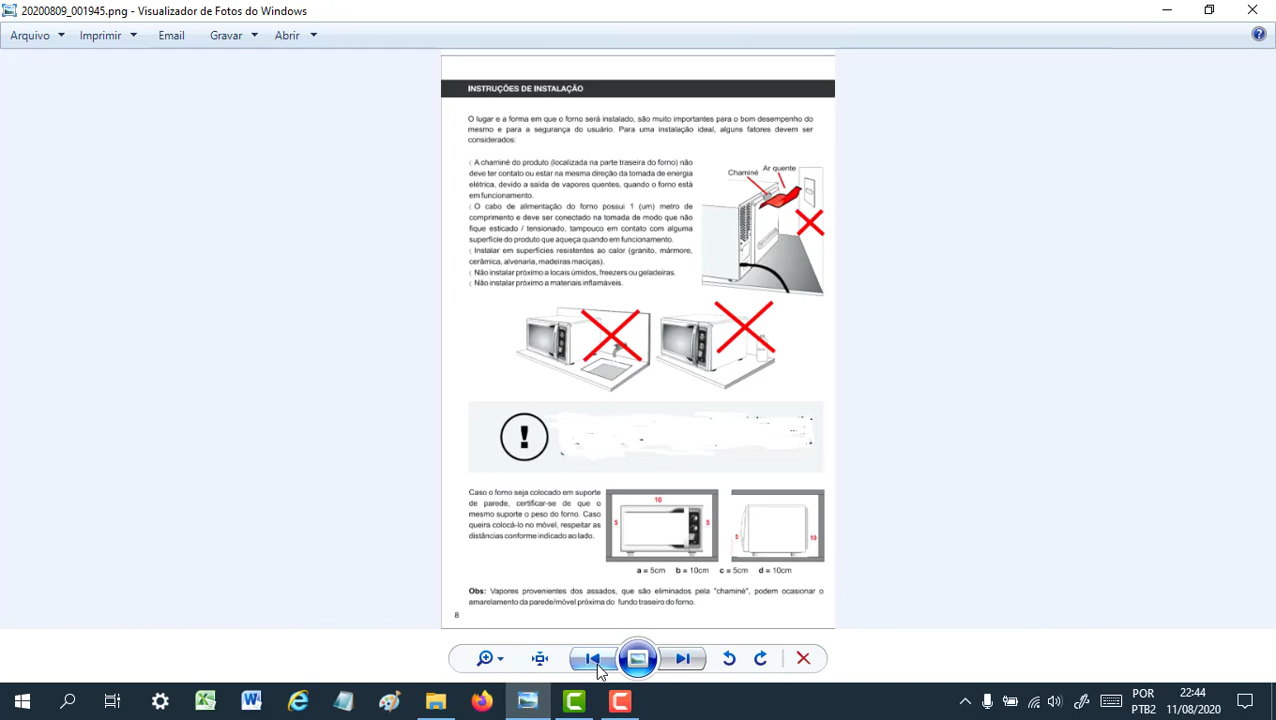 20200809_001945.png - Visualizador de Fotos do Windows
Arquivo Imprimir Email Gravar Abrir
INSTRUÇÕES DE INSTALAÇÃO
O lugar e a forma em que o forno será instalado, são muito importantes para o bom desempenho do
mesmo e para a segurança do usuário. Para uma instalação ideal, alguns fatores devem ser
considerados:
( A chaminé do produto (localizada na parte traseira do forno) não
deve ter contato ou estar na mesma direção da tomada de energia
elétrica, devido a saída de vapores quentes, quando o forno está
em funcionamento.
( O cabo de alimentação do forno possui 1 (um) metro de
comprimento e deve ser conectado na tomada de modo que não
fique esticado / tensionado, tampouco em contato com alguma
superfície do produto que aqueça quando em funcionamento.
( Instalar em superfícies resistentes ao calor (granito, mármore,
cerâmica, alvenaria, madeiras maciças).
( Não instalar próximo a locais úmidos, freezers ou geladeiras.
( Não instalar próximo a materiais inflamáveis.
Chaminé Ar quente
!
Caso o forno seja colocado em suporte
de parede, certificar-se de que o
mesmo suporte o peso do forno. Caso
queira colocá-lo no móvel, respeitar as
distâncias conforme indicado ao lado.
10
5 5
5 10
a = 5cm b = 10cm c = 5cm d = 10cm
Obs: Vapores provenientes dos assados, que são eliminados pela "chaminé", podem ocasionar o
amarelamento da parede/móvel próxima do fundo traseiro do forno.
8
POR 22:44
PTB2 11/08/2020